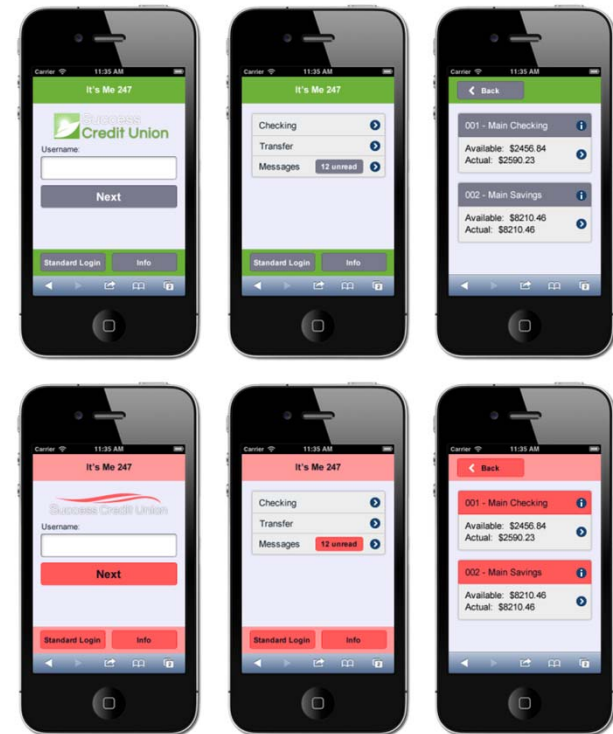 Carrier 11:35 AM
It's Me 247
Success
Credit Union
Username:
Next
Standard Login Info
Carrier 11:35 AM
It's Me 247
Checking
Transfer
Messages 12 unread
Standard Login Info
Carrier 11:35 AM
Back
001 - Main Checking
Available: $2456.84
Actual: $2590.23
002 - Main Savings
Available: $8210.46
Actual: $8210.46
Carrier 11:35 AM
It's Me 247
Success Credit Union
Username:
Next
Standard Login Info
Carrier 11:35 AM
It's Me 247
Checking
Transfer
Messages 12 unread
Standard Login Info
Carrier 11:35 AM
Back
001 - Main Checking
Available: $2456.84
Actual: $2590.23
002 - Main Savings
Available: $8210.46
Actual: $8210.46